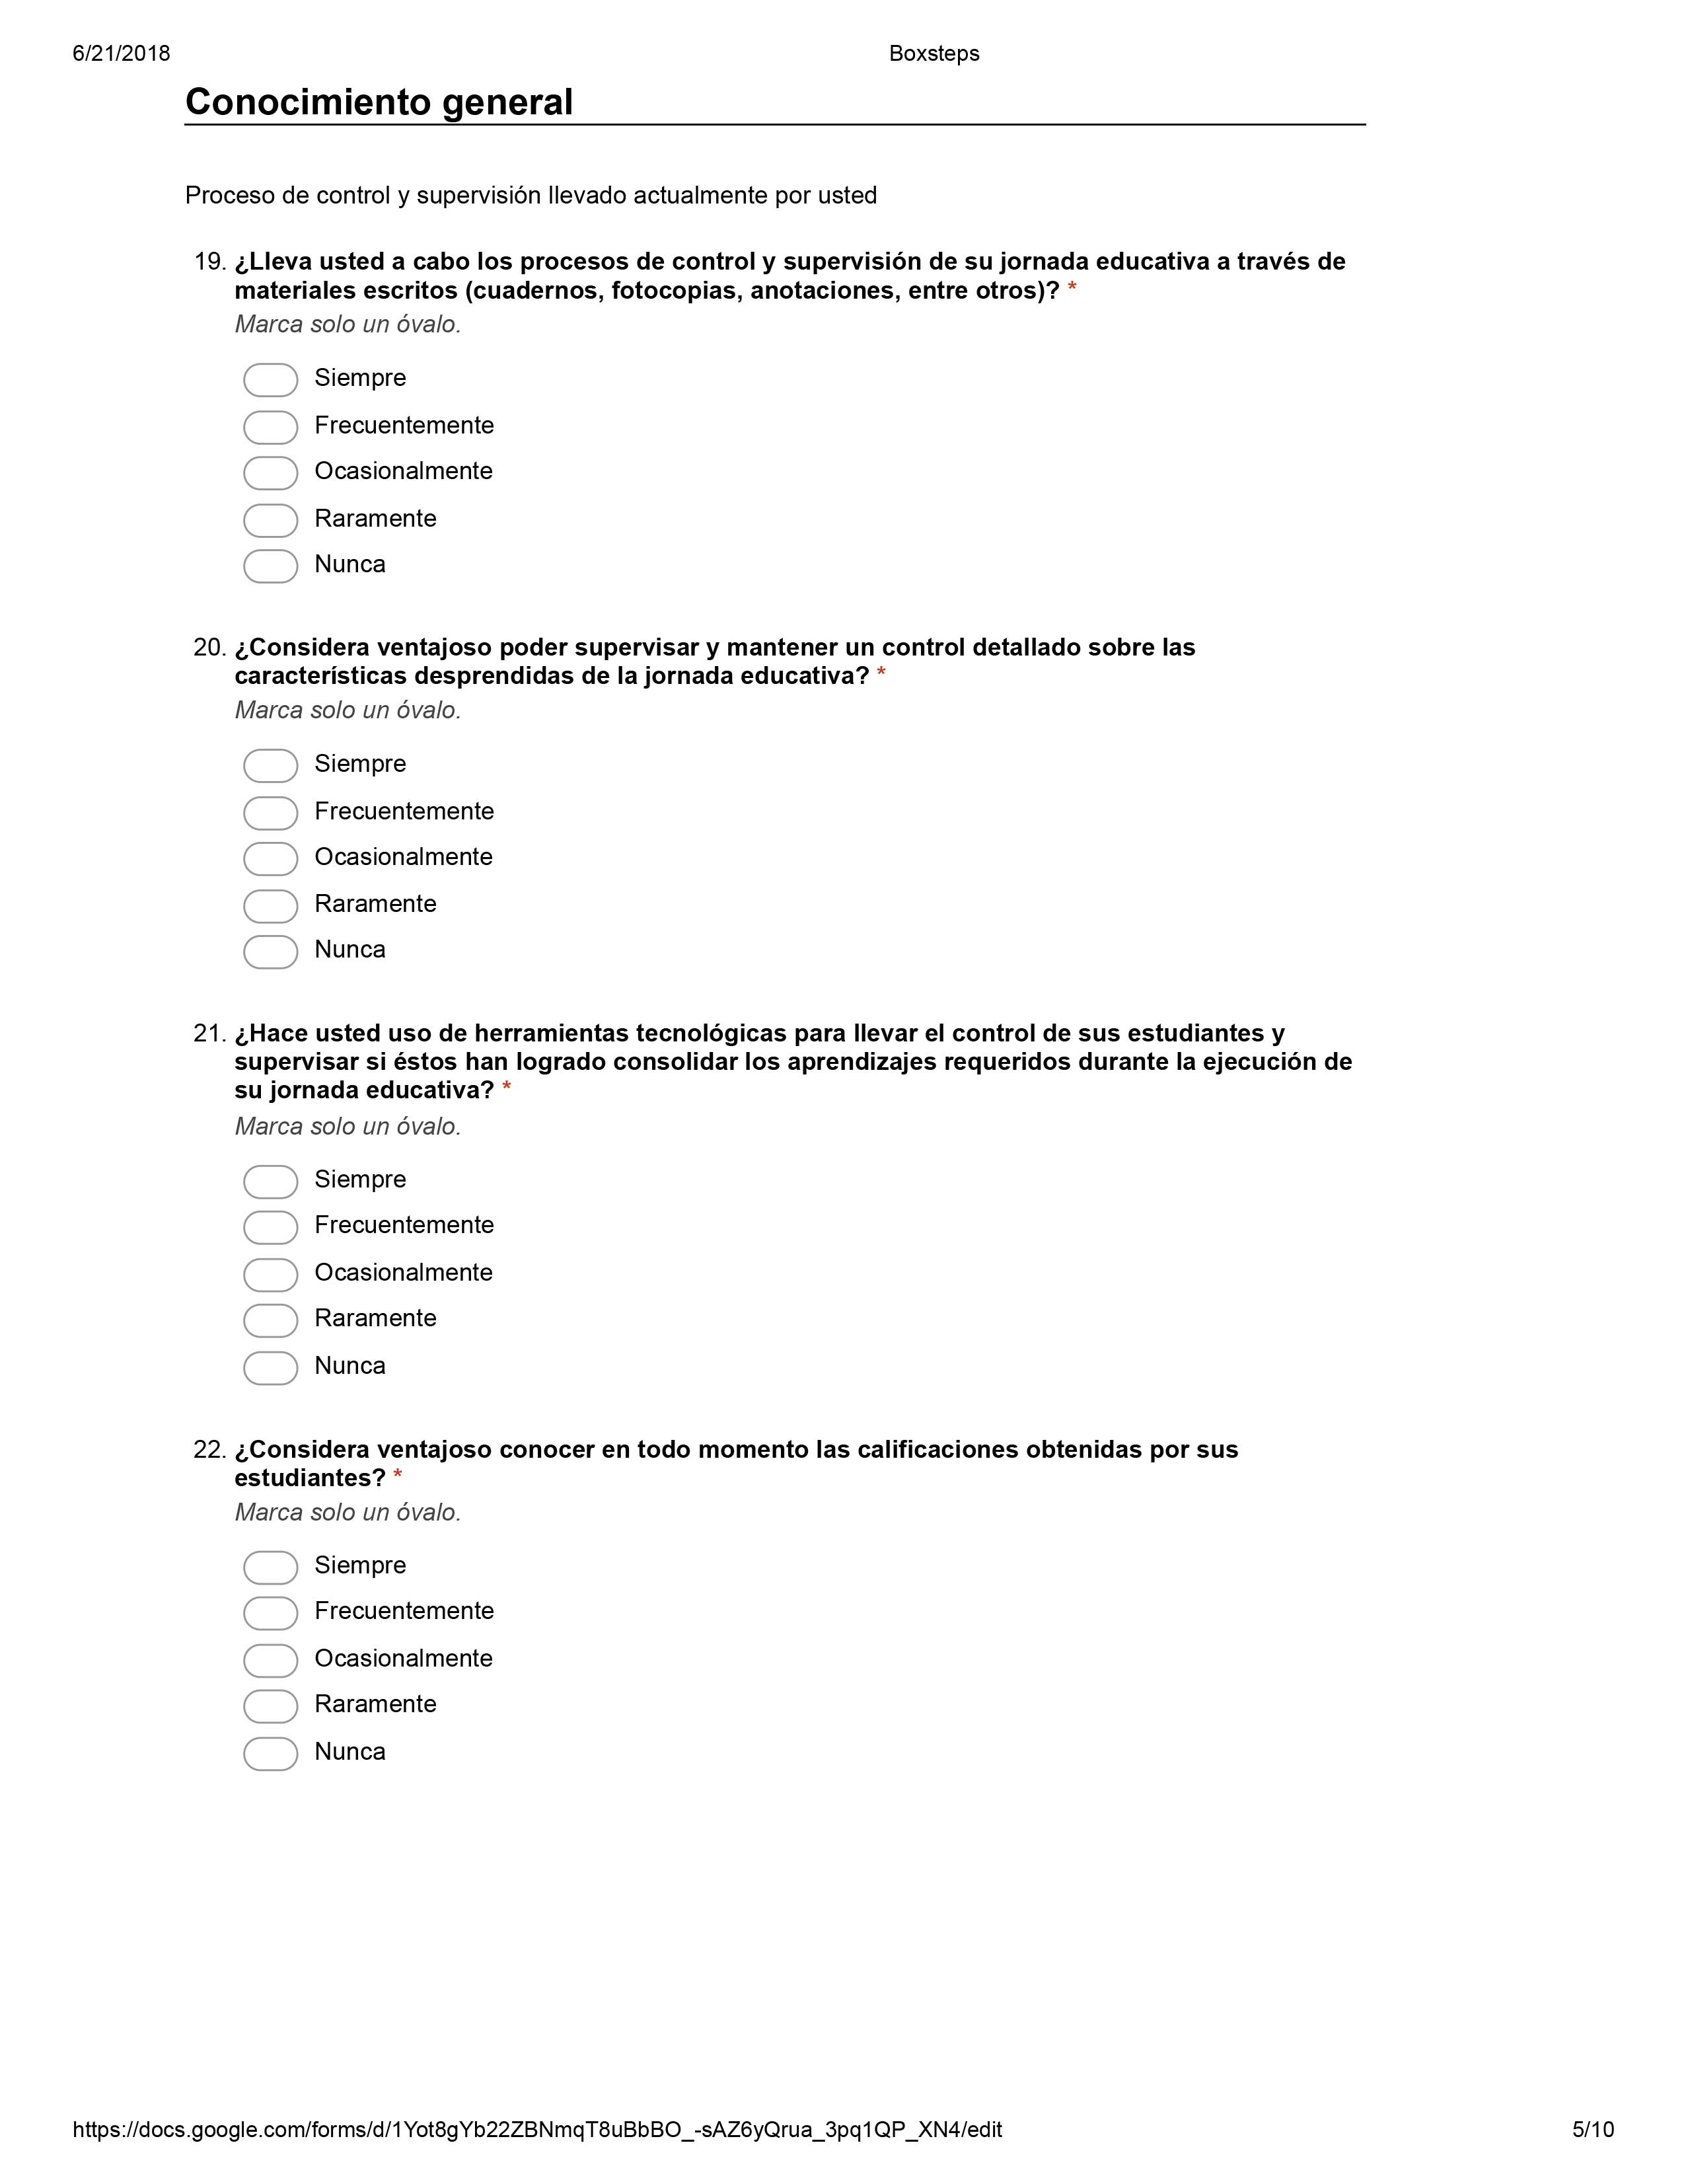 6/21/2018 Boxsteps
Conocimiento general
Proceso de control y supervisión llevado actualmente por usted
19. ¿Lleva usted a cabo los procesos de control y supervisión de su jornada educativa a través de
materiales escritos (cuadernos, fotocopias, anotaciones, entre otros)? *
Marca solo un óvalo.
Siempre
Frecuentemente
Ocasionalmente
Raramente
Nunca
20. ¿Considera ventajoso poder supervisar y mantener un control detallado sobre las
características desprendidas de la jornada educativa? *
Marca solo un óvalo.
Siempre
Frecuentemente
Ocasionalmente
Raramente
Nunca
21. ¿Hace usted uso de herramientas tecnológicas para llevar el control de sus estudiantes y
supervisar si éstos han logrado consolidar los aprendizajes requeridos durante la ejecución de
su jornada educativa? *
Marca solo un óvalo.
Siempre
Frecuentemente
Ocasionalmente
Raramente
Nunca
22. ¿Considera ventajoso conocer en todo momento las calificaciones obtenidas por sus
estudiantes? *
Marca solo un óvalo.
Siempre
Frecuentemente
Ocasionalmente
Raramente
Nunca
https://docs.google.com/forms/d/1Yot8gYb22ZBNmqT8uBbBO_-sAZ6yQrua_3pq1QP_XN4/edit 5/10